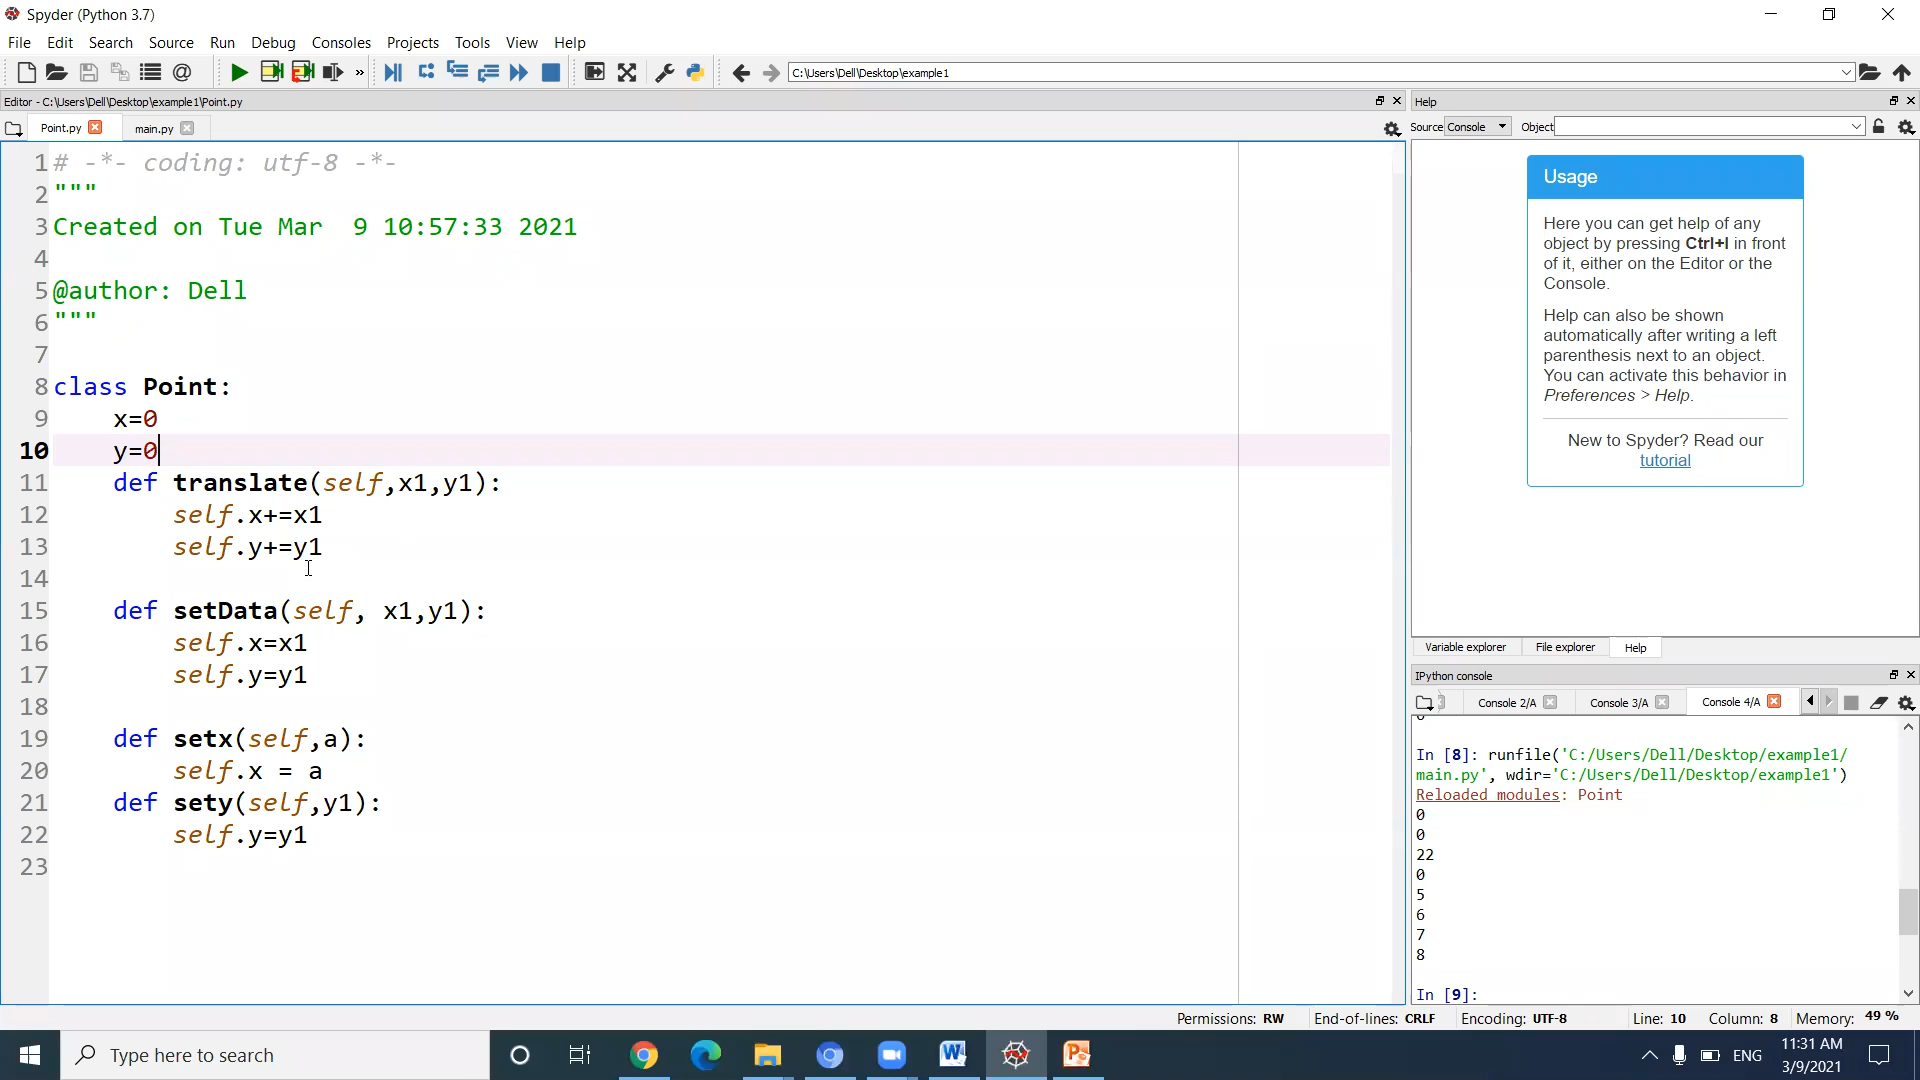 Spyder (Python 3.7)
File Edit Search Source Run Debug Consoles Projects Tools View Help
C:\Users\Dell\Desktop\example1
Editor - C:\Users\Dell\Desktop\example1\Point.py
Point.py main.py
1 # -*- coding: utf-8 -*-
2 """
3 Created on Tue Mar  9 10:57:33 2021
4
5 @author: Dell
6 """
7
8 class Point:
9     x=0
10     y=0
11     def translate(self,x1,y1):
12         self.x+=x1
13         self.y+=y1
14
15     def setData(self, x1,y1):
16         self.x=x1
17         self.y=y1
18
19     def setx(self,a):
20         self.x = a
21     def sety(self,y1):
22         self.y=y1
23
Help
Source Console Object
Usage
Here you can get help of any
object by pressing Ctrl+I in front
of it, either on the Editor or the
Console.
Help can also be shown
automatically after writing a left
parenthesis next to an object.
You can activate this behavior in
Preferences > Help.
New to Spyder? Read our
tutorial
Variable explorer File explorer Help
IPython console
Console 2/A Console 3/A Console 4/A
In [8]: runfile('C:/Users/Dell/Desktop/example1/
main.py', wdir='C:/Users/Dell/Desktop/example1')
Reloaded modules: Point
0
0
22
0
5
6
7
8
In [9]:
Permissions: RW End-of-lines: CRLF Encoding: UTF-8 Line: 10 Column: 8 Memory: 49 %
Type here to search
ENG
11:31 AM
3/9/2021